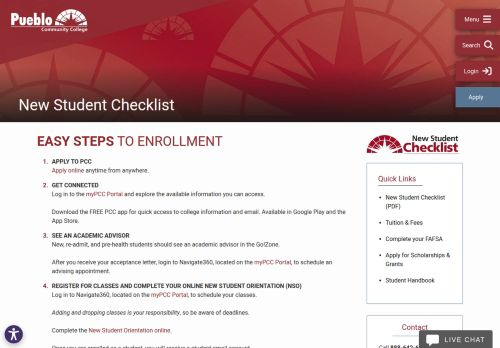 Pueblo
Community College
Menu
Search
Login
Apply
New Student Checklist
EASY STEPS TO ENROLLMENT
1. APPLY TO PCC
Apply online anytime from anywhere.
2. GET CONNECTED
Log in to the myPCC Portal and explore the available information you can access.
Download the FREE PCC app for quick access to college information and email. Available in Google Play and the
App Store.
3. SEE AN ACADEMIC ADVISOR
New, re-admit, and pre-health students should see an academic advisor in the Go!Zone.
After you receive your acceptance letter, login to Navigate360, located on the myPCC Portal, to schedule an
advising appointment.
4. REGISTER FOR CLASSES AND COMPLETE YOUR ONLINE NEW STUDENT ORIENTATION (NSO)
Log in to Navigate360, located on the myPCC Portal, to schedule your classes.
Adding and dropping classes is your responsibility, so be aware of deadlines.
Complete the New Student Orientation online.
New Student
Checklist
Quick Links
New Student Checklist
(PDF)
Tuition & Fees
Complete your FAFSA
Apply for Scholarships &
Grants
Student Handbook
Contact
LIVE CHAT